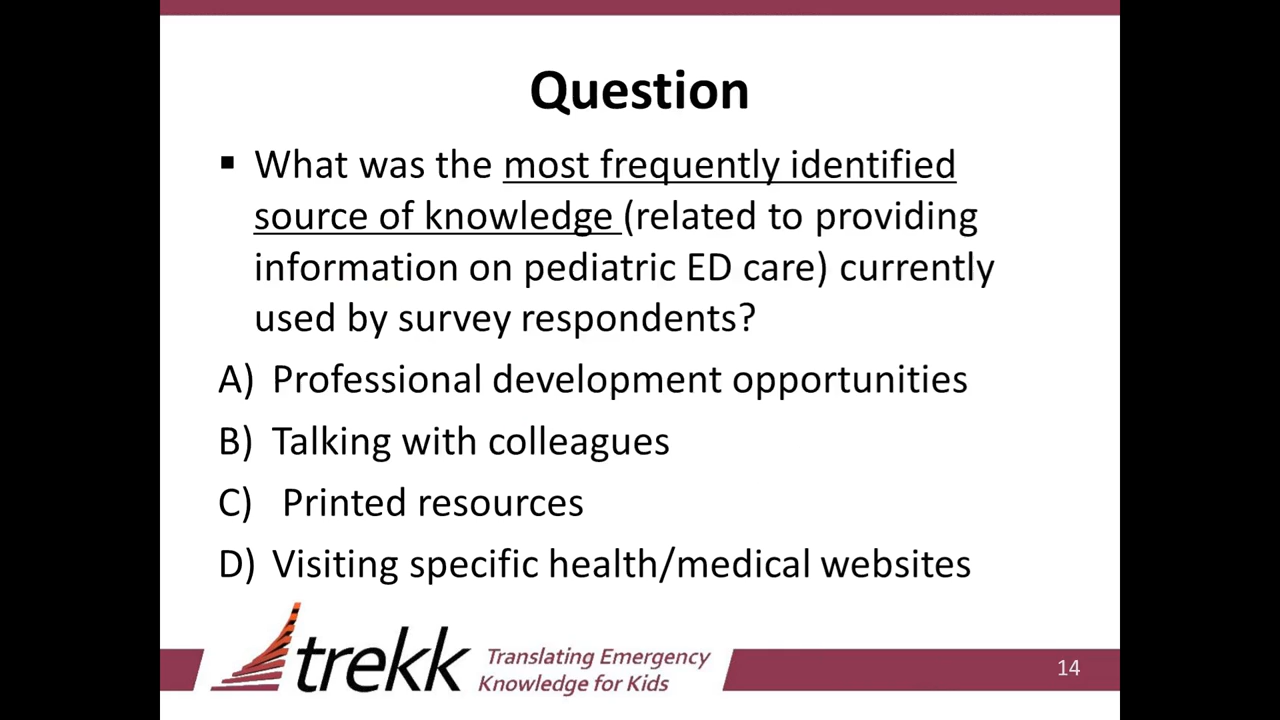 Question
▪ What was the most frequently identified
source of knowledge (related to providing
information on pediatric ED care) currently
used by survey respondents?
A) Professional development opportunities
B) Talking with colleagues
C) Printed resources
D) Visiting specific health/medical websites
trekk
Translating Emergency
Knowledge for Kids
14